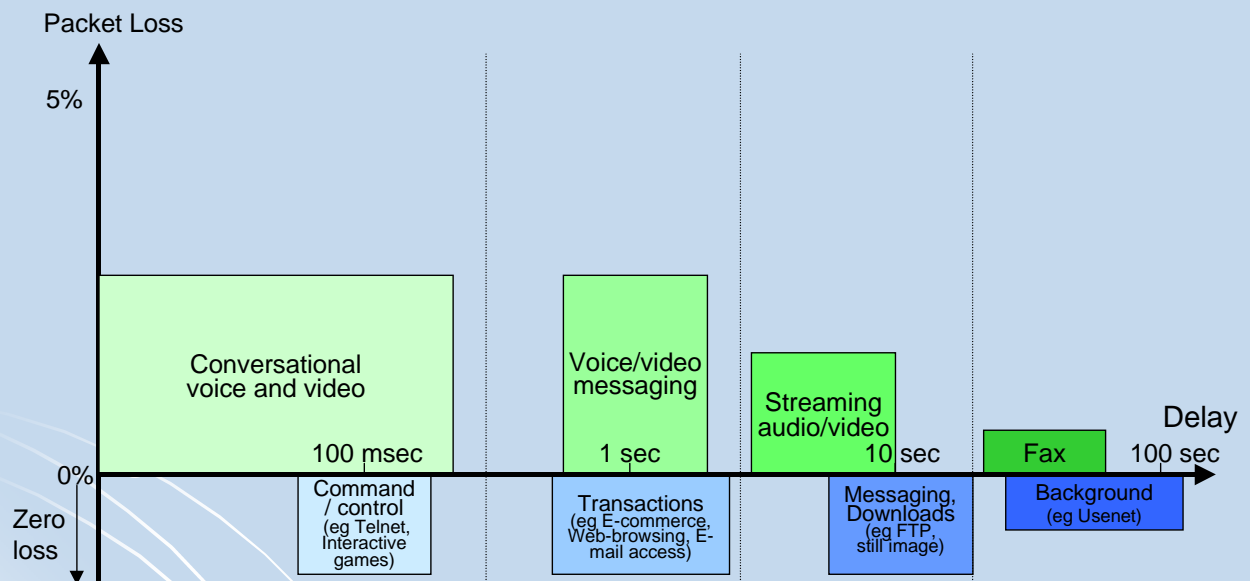 Packet Loss
5%
Conversational
voice and video
Voice/video
messaging
Streaming
audio/video
Delay
100 msec
1 sec
10 sec
Fax
100 sec
0%
Zero
loss
Command
/ control
(eg Telnet,
Interactive
games)
Transactions
(eg E-commerce,
Web-browsing, E-
mail access)
Messaging,
Downloads
(eg FTP,
still image)
Background
(eg Usenet)